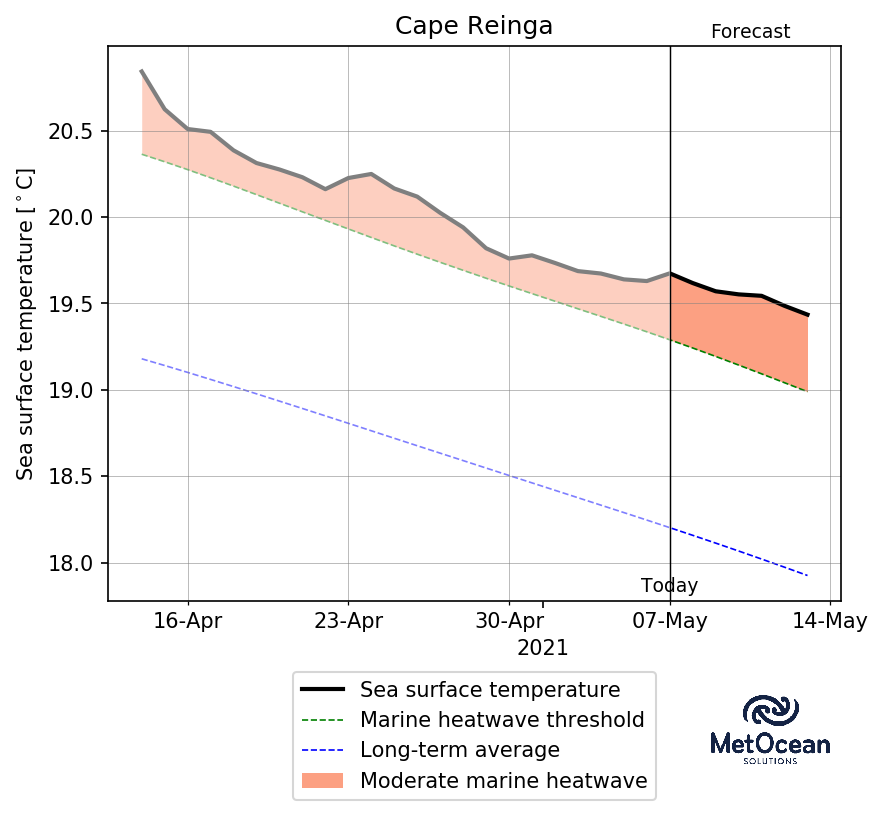 Cape Reinga
Forecast
Sea surface temperature [°C]
20.5
20.0
19.5
19.0
18.5
18.0
Today
16-Apr 23-Apr 30-Apr 07-May 14-May
2021
Sea surface temperature
Marine heatwave threshold
Long-term average
Moderate marine heatwave
MetOcean
SOLUTIONS